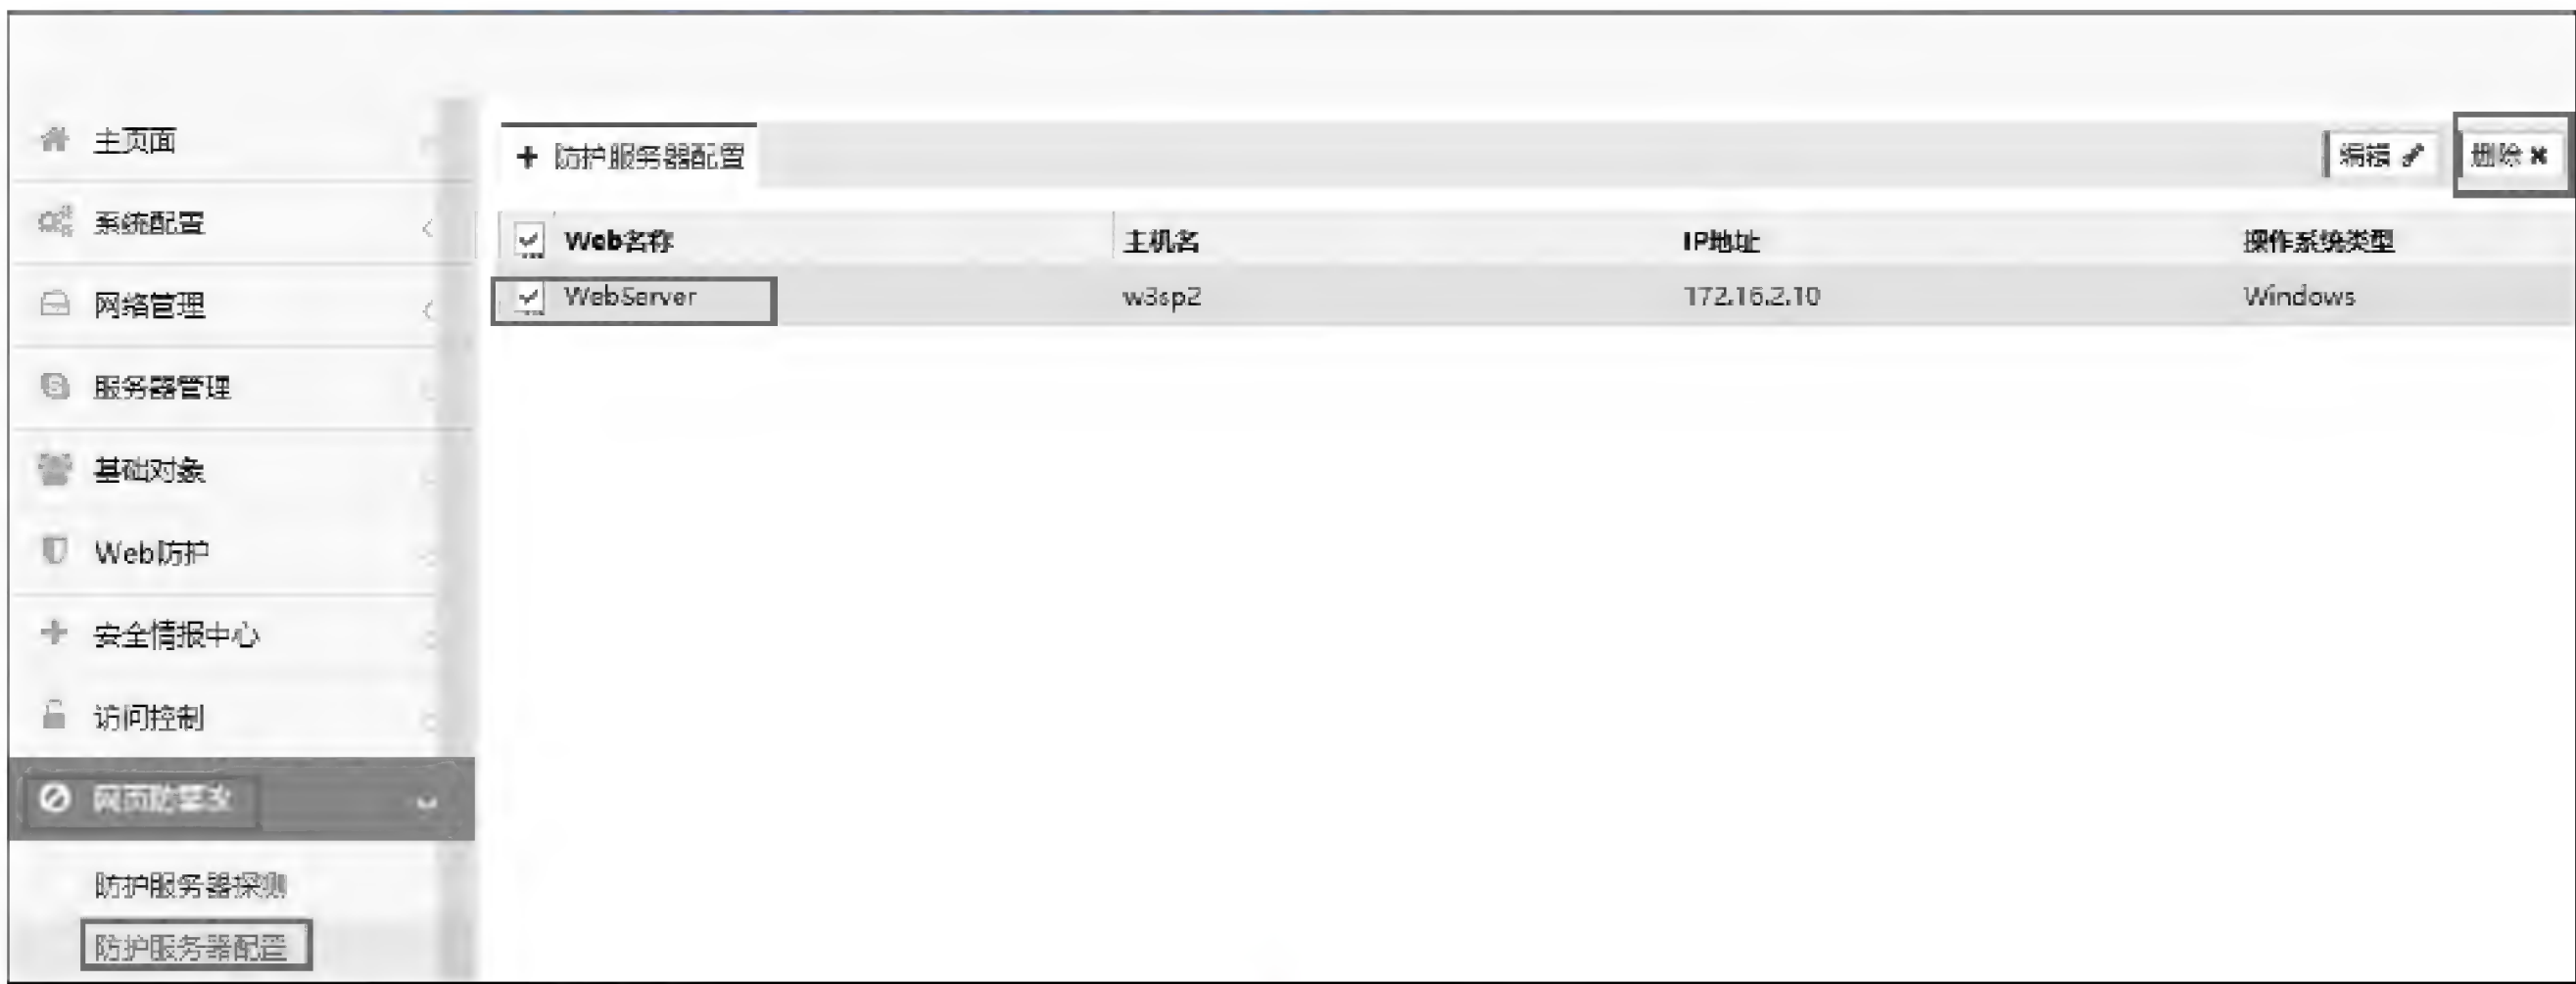 主页面
系统配置
网络管理
服务器管理
基础对象
Web防护
安全情报中心
访问控制
网页防篡改
防护服务器探测
防护服务器配置
防护服务器配置
编辑 删除
Web名称 主机名 IP地址 操作系统类型
WebServer w3sp2 172.16.2.10 Windows